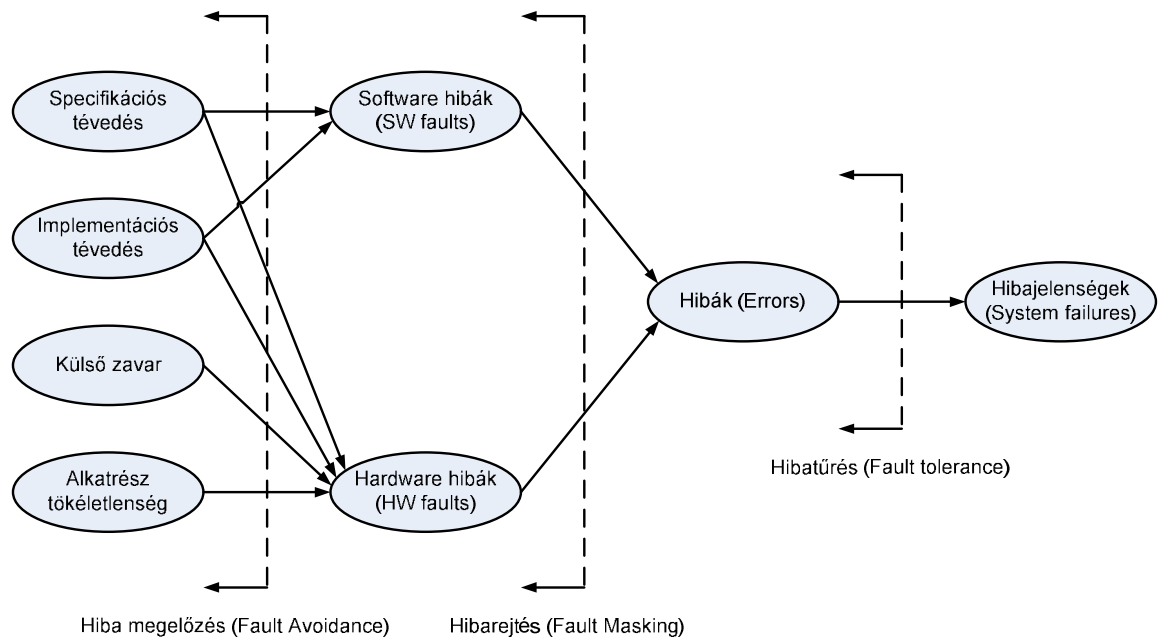 Specifikációs
tévedés
Software hibák
(SW faults)
Implementációs
tévedés
Hibák (Errors)
Hibajelenségek
(System failures)
Külső zavar
Alkatrész
tökéletlenség
Hardware hibák
(HW faults)
Hibatűrés (Fault tolerance)
Hiba megelőzés (Fault Avoidance)
Hibarejtés (Fault Masking)